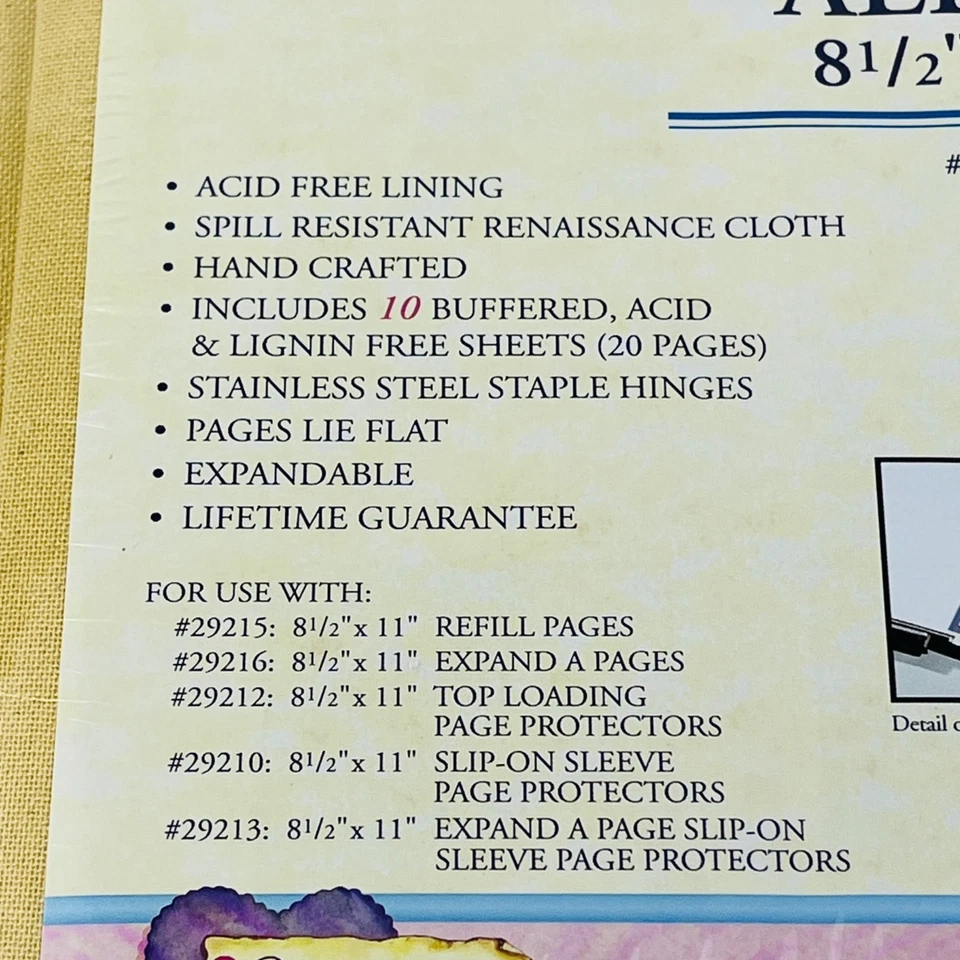 8 1/2"
#
• ACID FREE LINING
• SPILL RESISTANT RENAISSANCE CLOTH
• HAND CRAFTED
• INCLUDES 10 BUFFERED, ACID
& LIGNIN FREE SHEETS (20 PAGES)
• STAINLESS STEEL STAPLE HINGES
• PAGES LIE FLAT
• EXPANDABLE
• LIFETIME GUARANTEE
FOR USE WITH:
#29215: 8 1/2"x 11" REFILL PAGES
#29216: 8 1/2"x 11" EXPAND A PAGES
#29212: 8 1/2"x 11" TOP LOADING
PAGE PROTECTORS
#29210: 8 1/2"x 11" SLIP-ON SLEEVE
PAGE PROTECTORS
#29213: 8 1/2"x 11" EXPAND A PAGE SLIP-ON
SLEEVE PAGE PROTECTORS
Detail